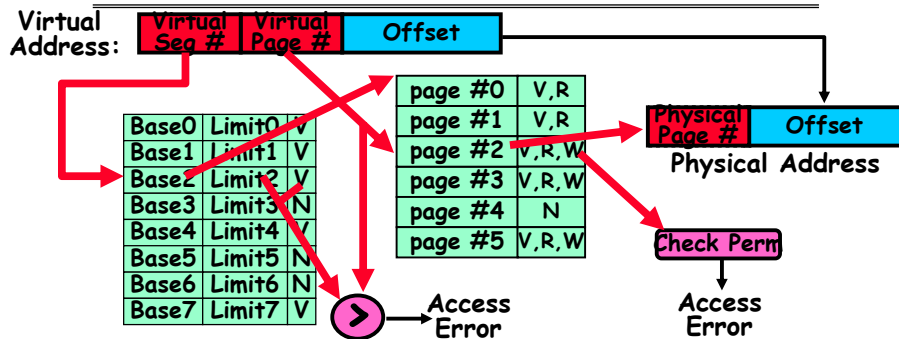 Virtual Address:
Virtual Seg #
Virtual Page #
Offset
page #0 V,R
page #1 V,R
page #2 V,R,W
page #3 V,R,W
page #4 N
page #5 V,R,W
Physical Page #
Offset
Physical Address
Base0 Limit0 V
Base1 Limit1 V
Base2 Limit2 V
Base3 Limit3 N
Base4 Limit4 V
Base5 Limit5 N
Base6 Limit6 N
Base7 Limit7 V
>
Access
Error
Check Perm
Access
Error